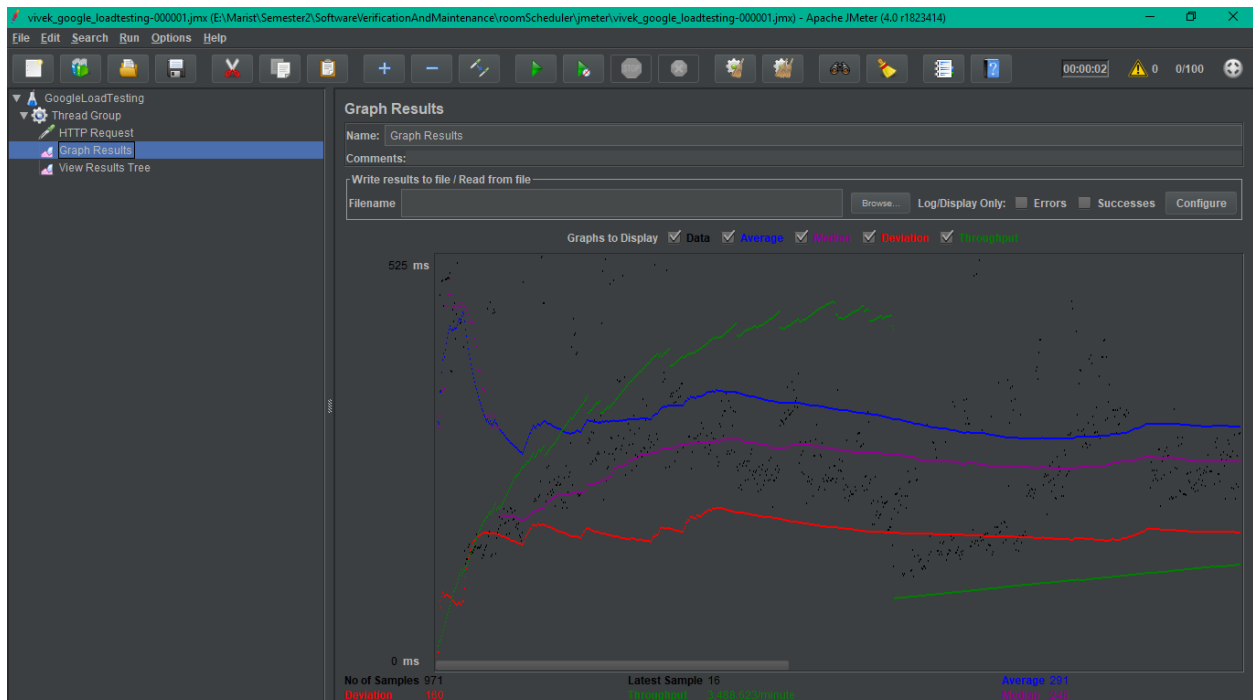 vivek_google_loadtesting-000001.jmx (E:\Marist\Semester2\SoftwareVerificationAndMaintenance\roomScheduler\jmeter\vivek_google_loadtesting-000001.jmx) - Apache JMeter (4.0 r1823414)
File Edit Search Run Options Help
STOP
00:00:02 0 0/100
GoogleLoadTesting
Thread Group
HTTP Request
Graph Results
View Results Tree
Graph Results
Name: Graph Results
Comments:
Write results to file / Read from file
Filename Browse... Log/Display Only: Errors Successes Configure
Graphs to Display Data Average Median Deviation Throughput
525 ms
0 ms
No of Samples 971 Latest Sample 16 Average 291
Deviation 160 Throughput Median